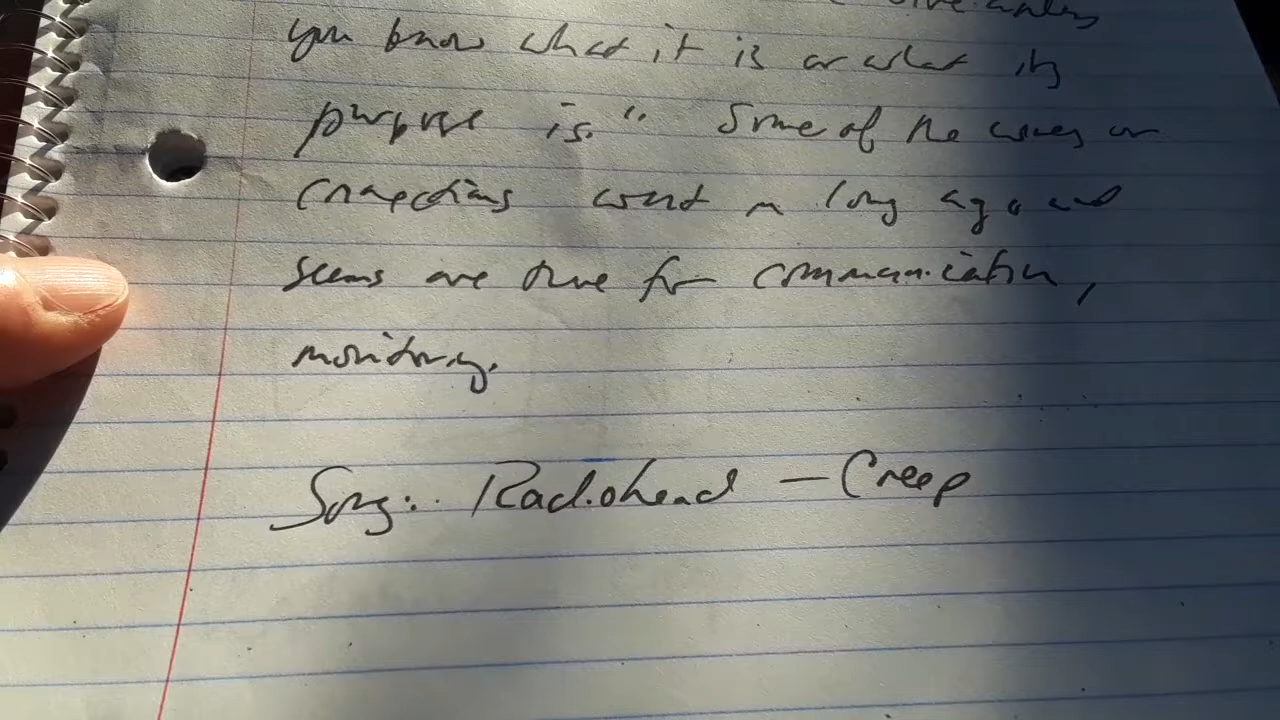 you know what it is or what its
purpose is." Some of the wires or
connections went in long ago and
seems are there for communication,
monitoring.
Song: Radiohead – Creep